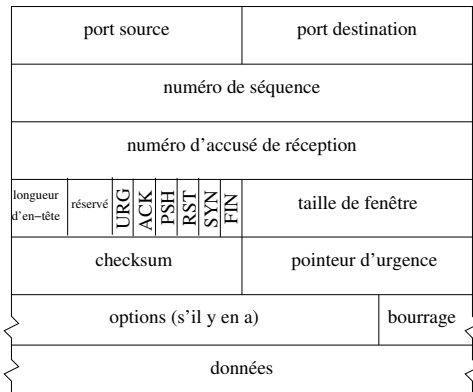 port source port destination
numéro de séquence
numéro d'accusé de réception
longueur d'en−tête réservé URG ACK PSH RST SYN FIN taille de fenêtre
checksum pointeur d'urgence
options (s'il y en a) bourrage
données